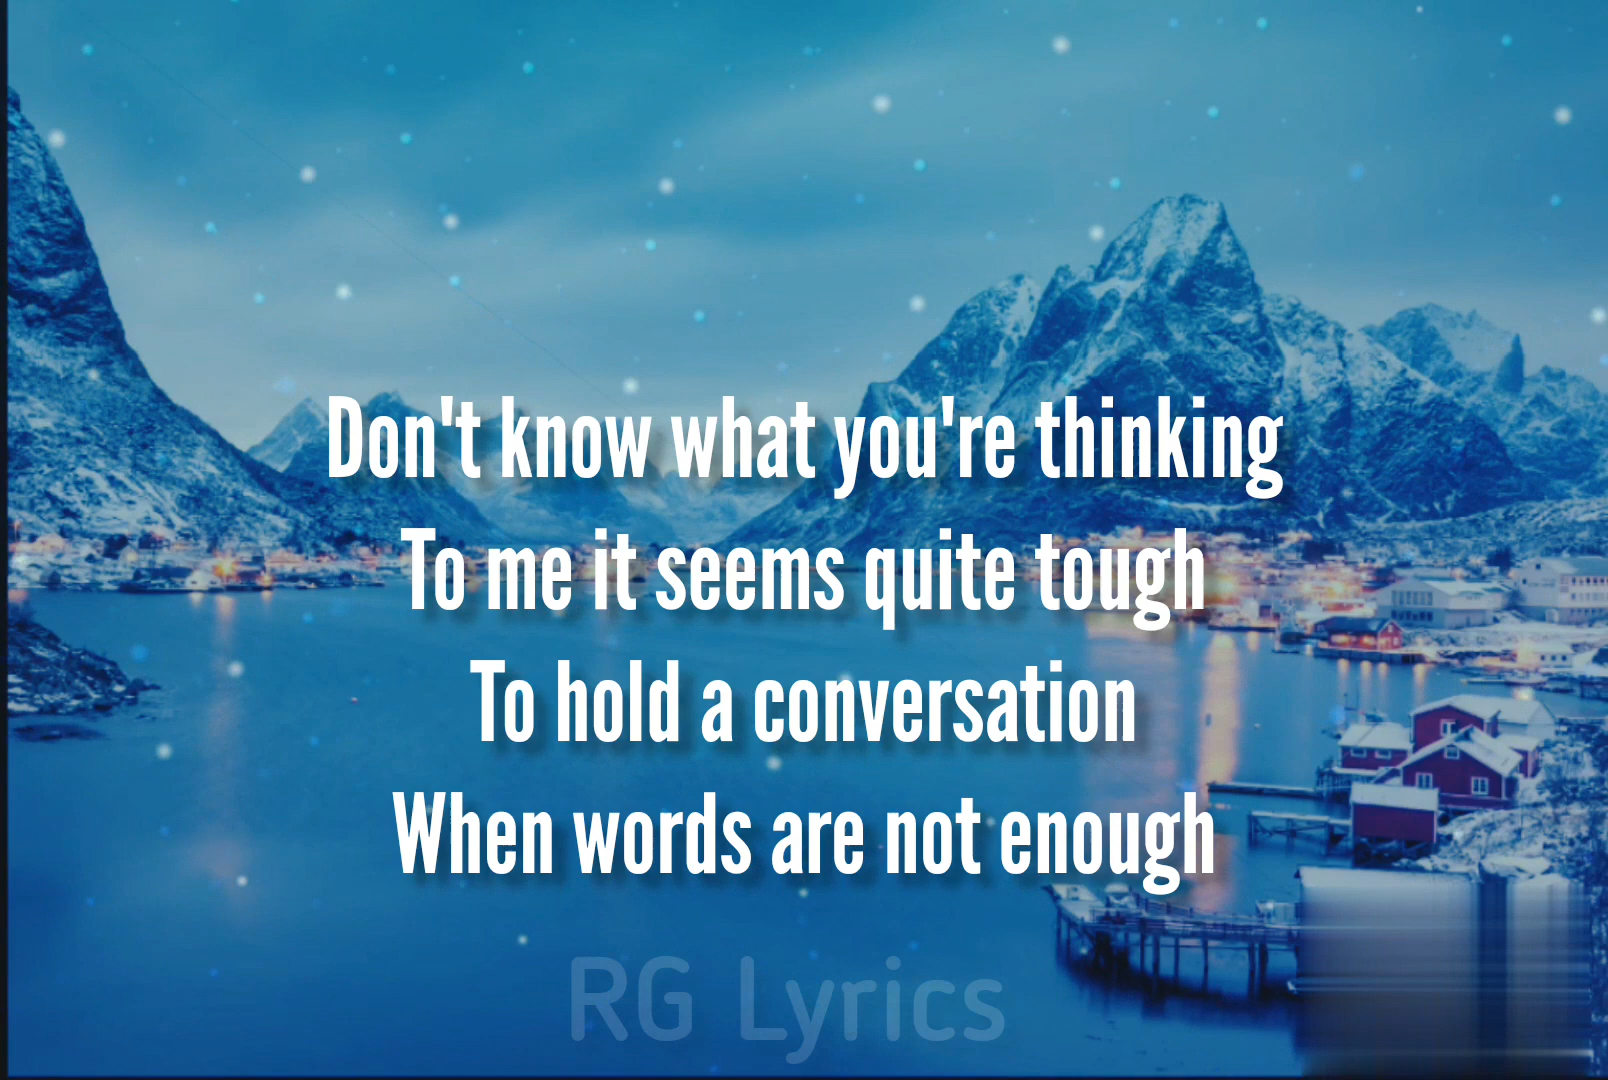 Don't know what you're thinking
To me it seems quite tough
To hold a conversation
When words are not enough
RG Lyrics